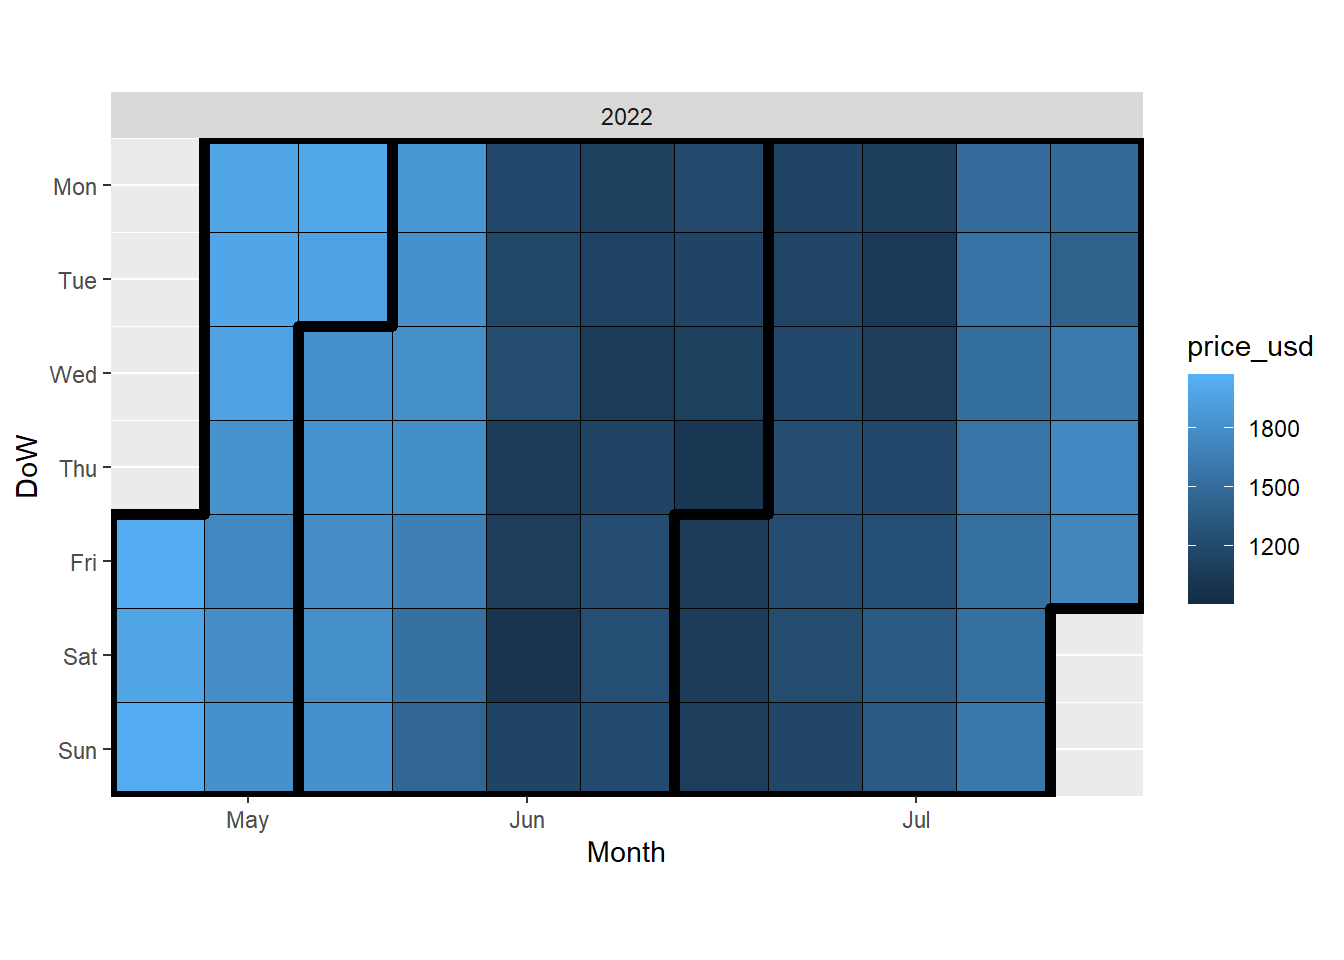 2022
Mon
Tue
Wed
Thu
Fri
Sat
Sun
DoW
May Jun Jul
Month
price_usd
1800
1500
1200